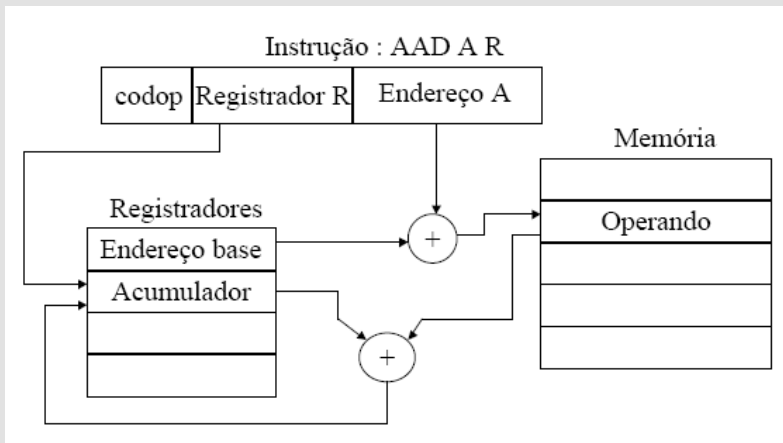 Instrução : AAD A R
codop Registrador R Endereço A
Memória
Registradores
Operando
Endereço base
+
Acumulador
+